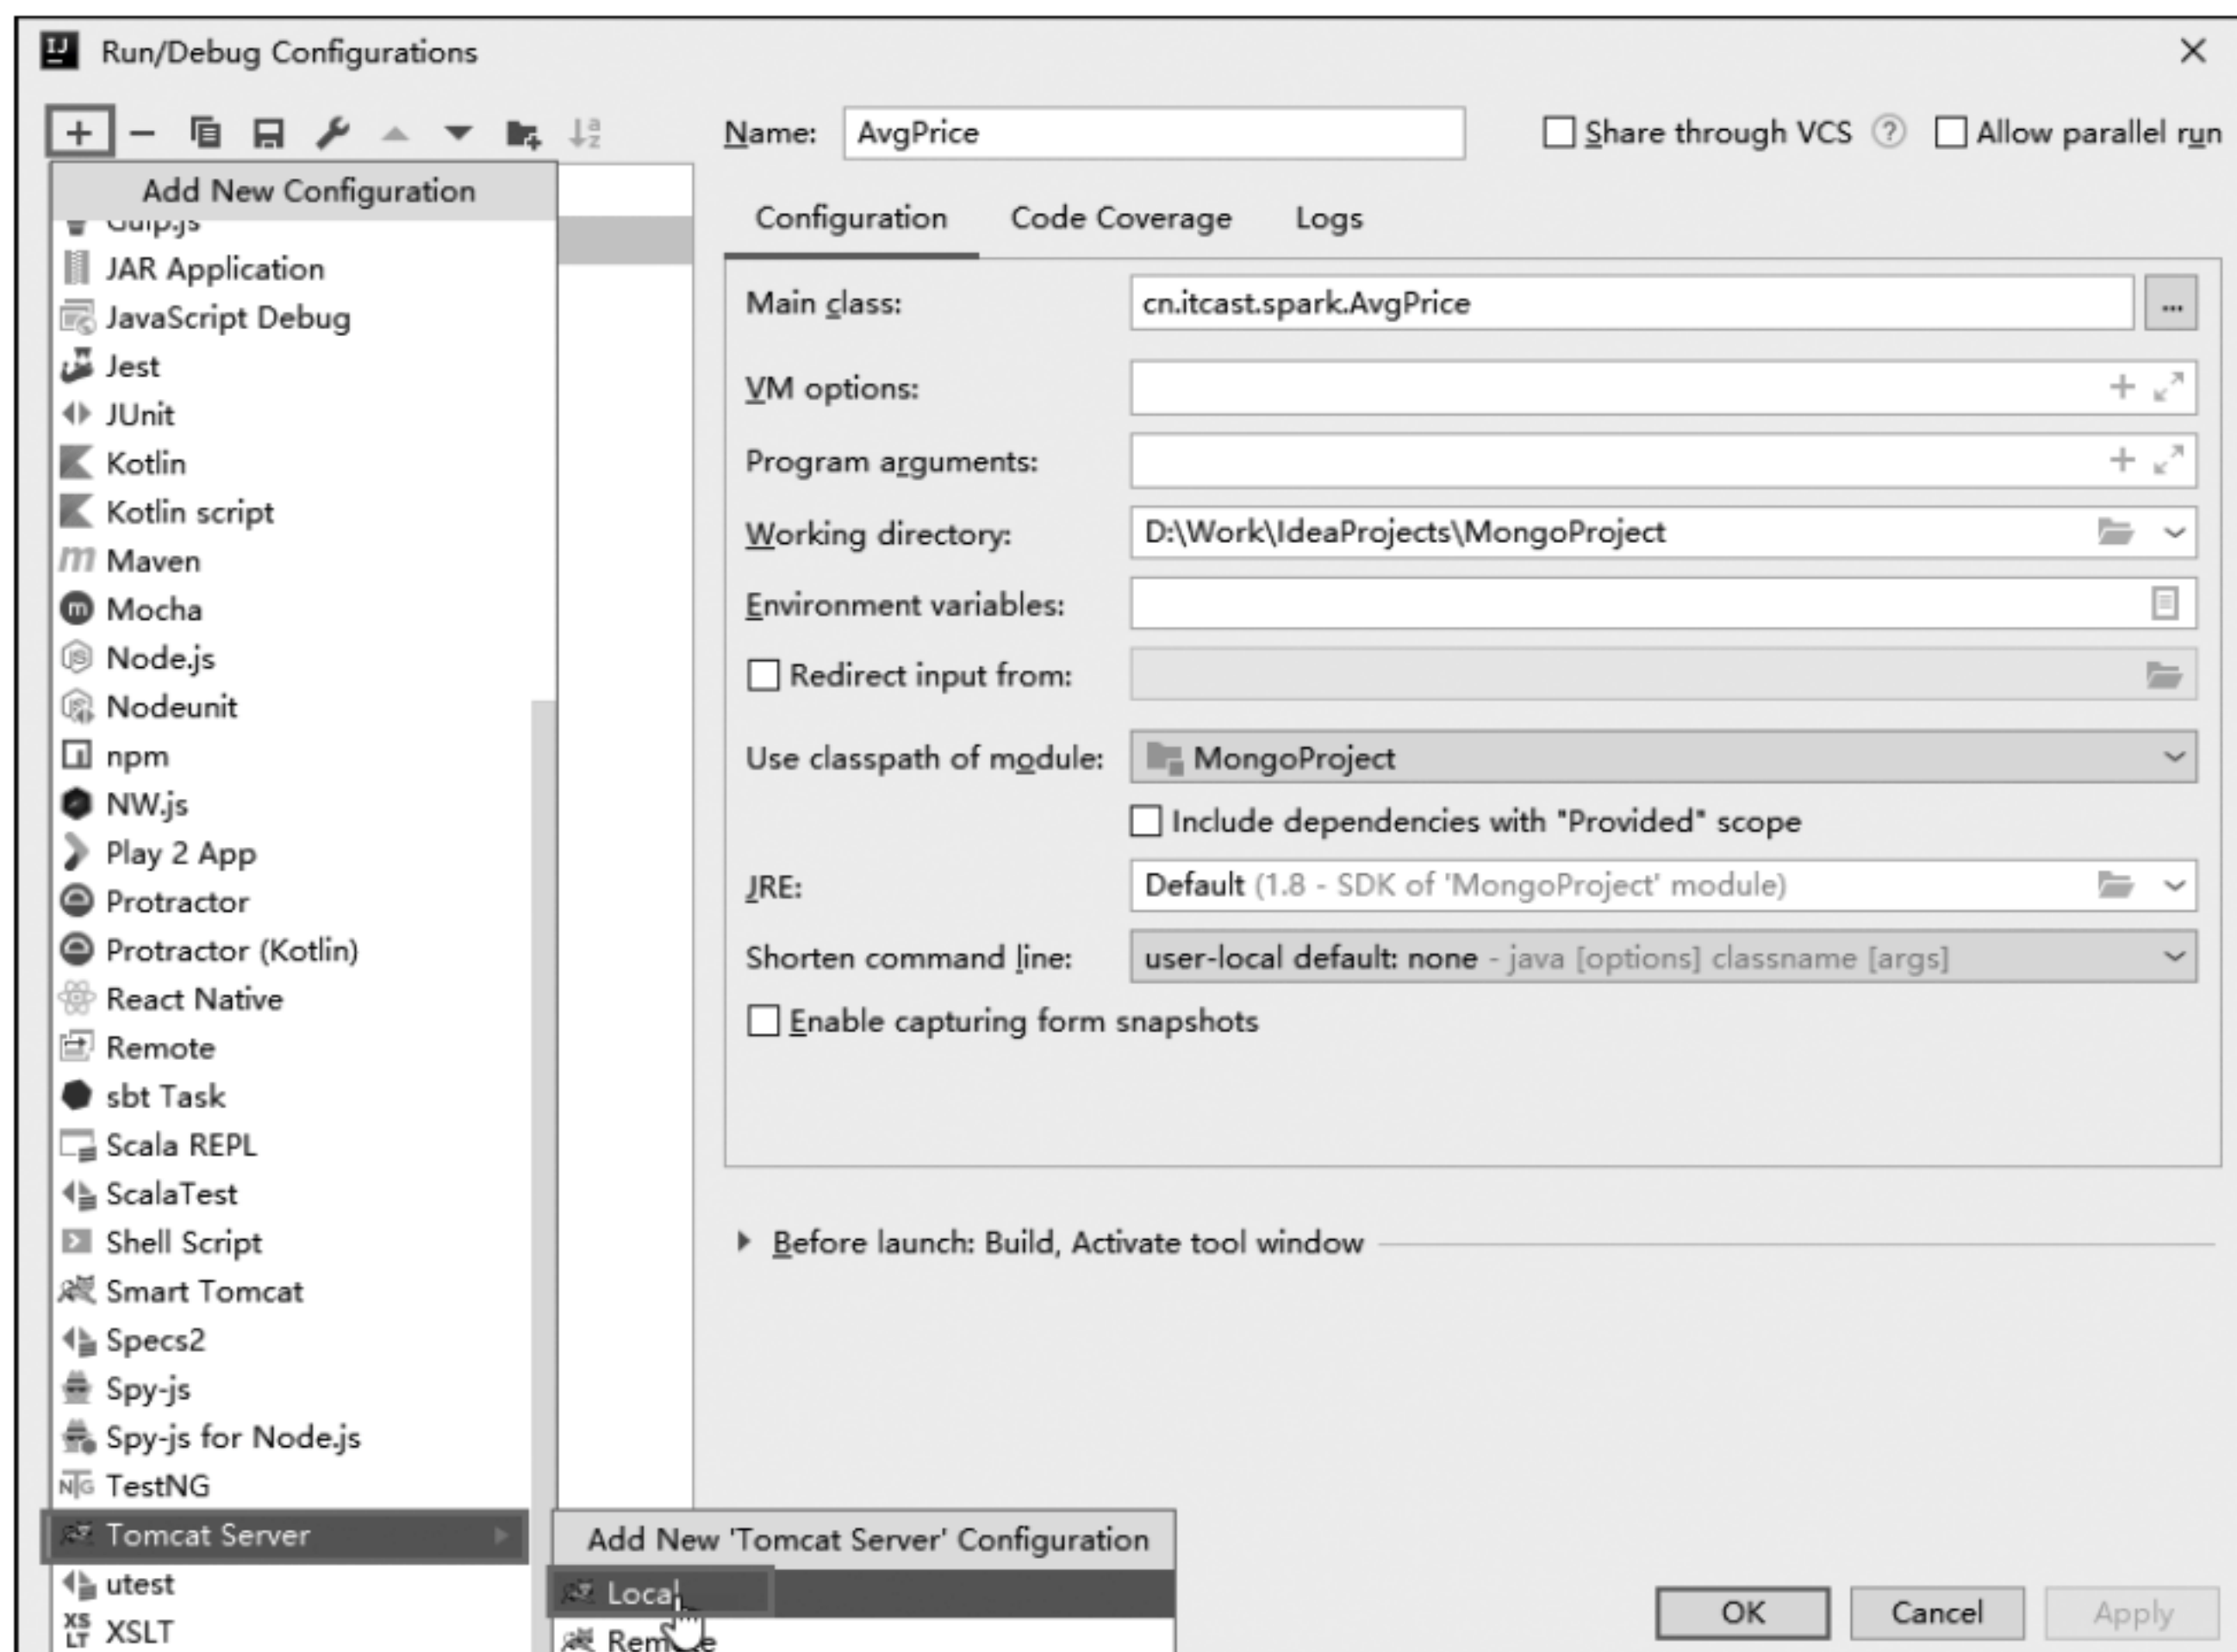 Run/Debug Configurations
Name: AvgPrice
Share through VCS
Allow parallel run
Add New Configuration
Gulp.js
JAR Application
JavaScript Debug
Jest
JUnit
Kotlin
Kotlin script
Maven
Mocha
Node.js
Nodeunit
npm
NW.js
Play 2 App
Protractor
Protractor (Kotlin)
React Native
Remote
sbt Task
Scala REPL
ScalaTest
Shell Script
Smart Tomcat
Specs2
Spy-js
Spy-js for Node.js
TestNG
Tomcat Server
utest
XSLT
Add New 'Tomcat Server' Configuration
Local
Remote
Configuration Code Coverage Logs
Main class: cn.itcast.spark.AvgPrice ...
VM options:
Program arguments:
Working directory: D:\Work\IdeaProjects\MongoProject
Environment variables:
Redirect input from:
Use classpath of module: MongoProject
Include dependencies with "Provided" scope
JRE: Default (1.8 - SDK of 'MongoProject' module)
Shorten command line: user-local default: none - java [options] classname [args]
Enable capturing form snapshots
Before launch: Build, Activate tool window
OK Cancel Apply